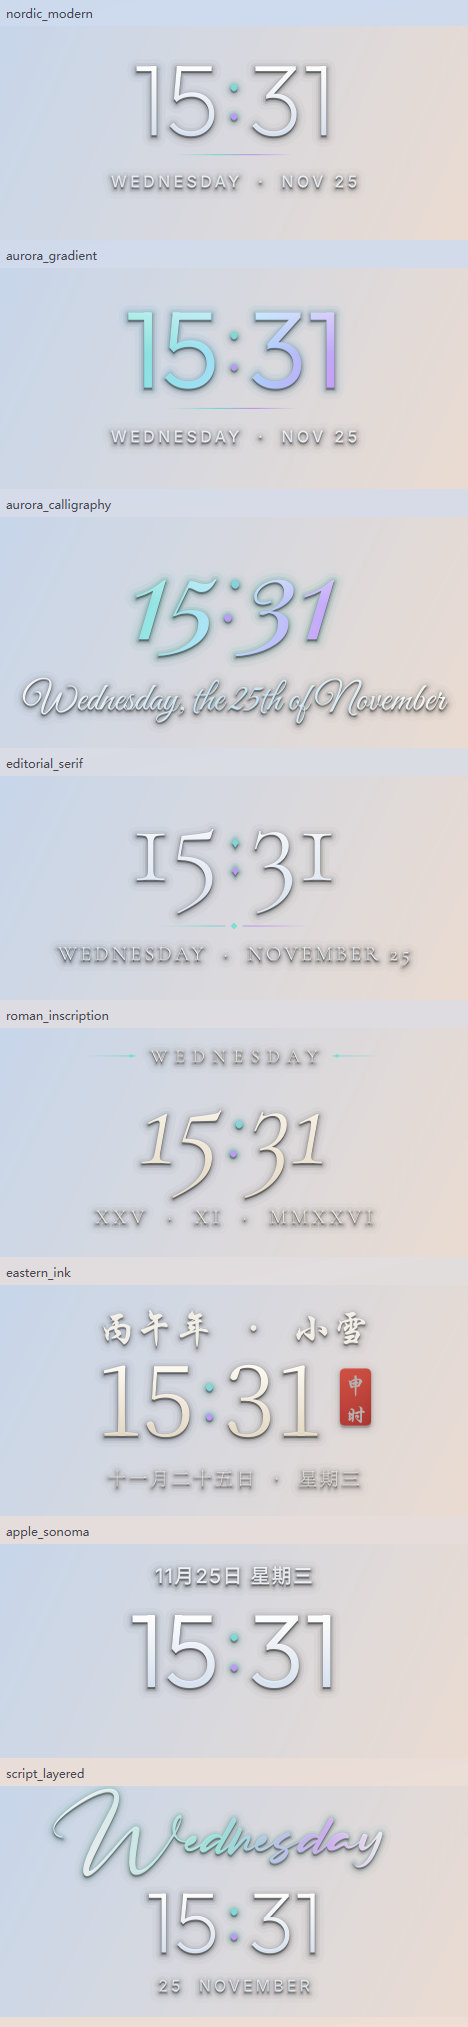 nordic_modern
15:31
WEDNESDAY · NOV 25
aurora_gradient
15:31
WEDNESDAY · NOV 25
aurora_calligraphy
15:31
Wednesday, the 25th of November
editorial_serif
15:31
WEDNESDAY · NOVEMBER 25
roman_inscription
WEDNESDAY
15:31
XXV · XI · MMXXVI
eastern_ink
丙午年 · 小雪
15:31
申时
十一月二十五日 · 星期三
apple_sonoma
11月25日 星期三
15:31
script_layered
Wednesday
15:31
25 NOVEMBER